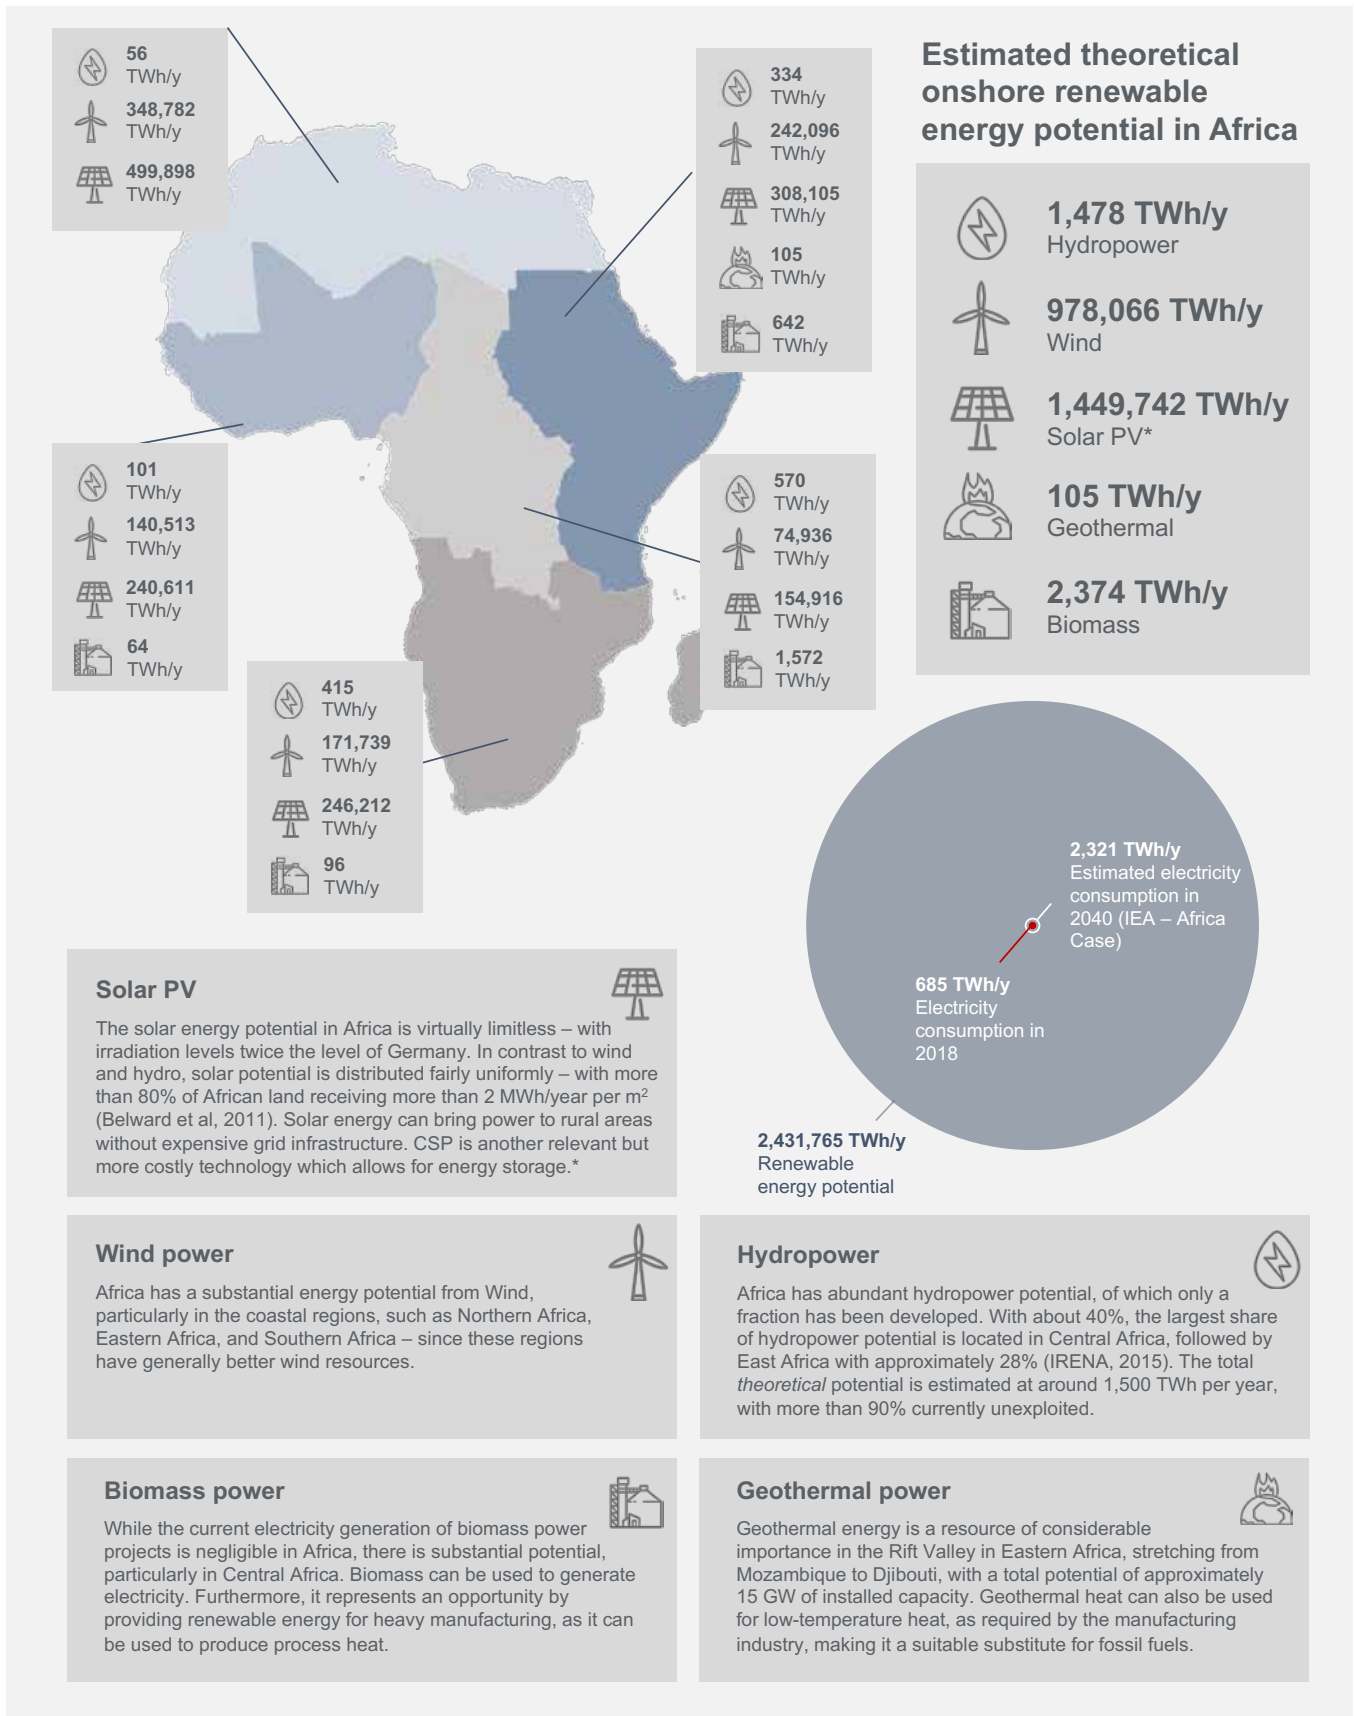 56
TWh/y
348,782
TWh/y
499,898
TWh/y
334
TWh/y
242,096
TWh/y
308,105
TWh/y
105
TWh/y
642
TWh/y
Estimated theoretical
onshore renewable
energy potential in Africa
1,478 TWh/y
Hydropower
978,066 TWh/y
Wind
1,449,742 TWh/y
Solar PV*
105 TWh/y
Geothermal
2,374 TWh/y
Biomass
101
TWh/y
140,513
TWh/y
240,611
TWh/y
64
TWh/y
570
TWh/y
74,936
TWh/y
154,916
TWh/y
1,572
TWh/y
415
TWh/y
171,739
TWh/y
246,212
TWh/y
96
TWh/y
2,321 TWh/y
Estimated electricity
consumption in
2040 (IEA – Africa
Case)
685 TWh/y
Electricity
consumption in
2018
2,431,765 TWh/y
Renewable
energy potential
Solar PV
The solar energy potential in Africa is virtually limitless – with
irradiation levels twice the level of Germany. In contrast to wind
and hydro, solar potential is distributed fairly uniformly – with more
than 80% of African land receiving more than 2 MWh/year per m²
(Belward et al, 2011). Solar energy can bring power to rural areas
without expensive grid infrastructure. CSP is another relevant but
more costly technology which allows for energy storage.*
Wind power
Africa has a substantial energy potential from Wind,
particularly in the coastal regions, such as Northern Africa,
Eastern Africa, and Southern Africa – since these regions
have generally better wind resources.
Hydropower
Africa has abundant hydropower potential, of which only a
fraction has been developed. With about 40%, the largest share
of hydropower potential is located in Central Africa, followed by
East Africa with approximately 28% (IRENA, 2015). The total
theoretical potential is estimated at around 1,500 TWh per year,
with more than 90% currently unexploited.
Biomass power
While the current electricity generation of biomass power
projects is negligible in Africa, there is substantial potential,
particularly in Central Africa. Biomass can be used to generate
electricity. Furthermore, it represents an opportunity by
providing renewable energy for heavy manufacturing, as it can
be used to produce process heat.
Geothermal power
Geothermal energy is a resource of considerable
importance in the Rift Valley in Eastern Africa, stretching from
Mozambique to Djibouti, with a total potential of approximately
15 GW of installed capacity. Geothermal heat can also be used
for low-temperature heat, as required by the manufacturing
industry, making it a suitable substitute for fossil fuels.